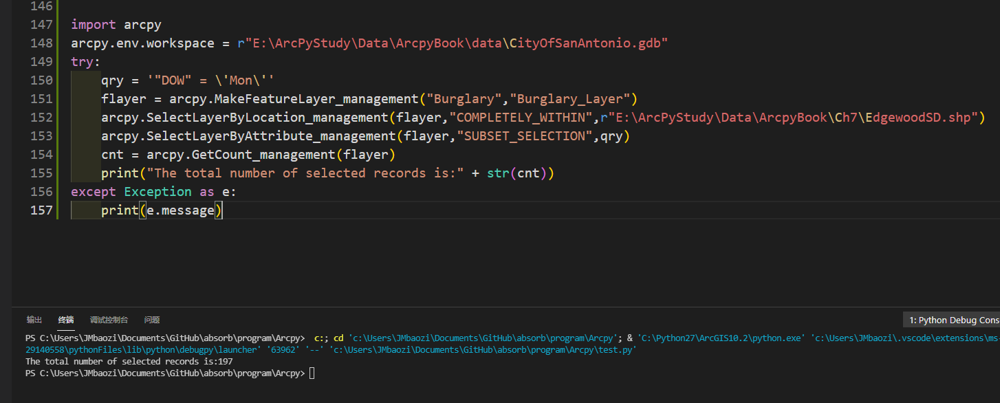 146
147 import arcpy
148 arcpy.env.workspace = r"E:\ArcPyStudy\Data\ArcpyBook\data\CityOfSanAntonio.gdb"
149 try:
150     qry = '"DOW" = \'Mon\''
151     flayer = arcpy.MakeFeatureLayer_management("Burglary","Burglary_Layer")
152     arcpy.SelectLayerByLocation_management(flayer,"COMPLETELY_WITHIN",r"E:\ArcPyStudy\Data\ArcpyBook\Ch7\EdgewoodSD.shp")
153     arcpy.SelectLayerByAttribute_management(flayer,"SUBSET_SELECTION",qry)
154     cnt = arcpy.GetCount_management(flayer)
155     print("The total number of selected records is:" + str(cnt))
156 except Exception as e:
157     print(e.message)
输出 终端 调试控制台 问题 1: Python Debug Cons
PS C:\Users\JMbaozi\Documents\GitHub\absorb\program\Arcpy>  c:; cd 'c:\Users\JMbaozi\Documents\GitHub\absorb\program\Arcpy'; & 'C:\Python27\ArcGIS10.2\python.exe' 'c:\Users\JMbaozi\.vscode\extensions\ms-
29140558\pythonFiles\lib\python\debugpy\launcher' '63962' '--' 'c:\Users\JMbaozi\Documents\GitHub\absorb\program\Arcpy\test.py'
The total number of selected records is:197
PS C:\Users\JMbaozi\Documents\GitHub\absorb\program\Arcpy>